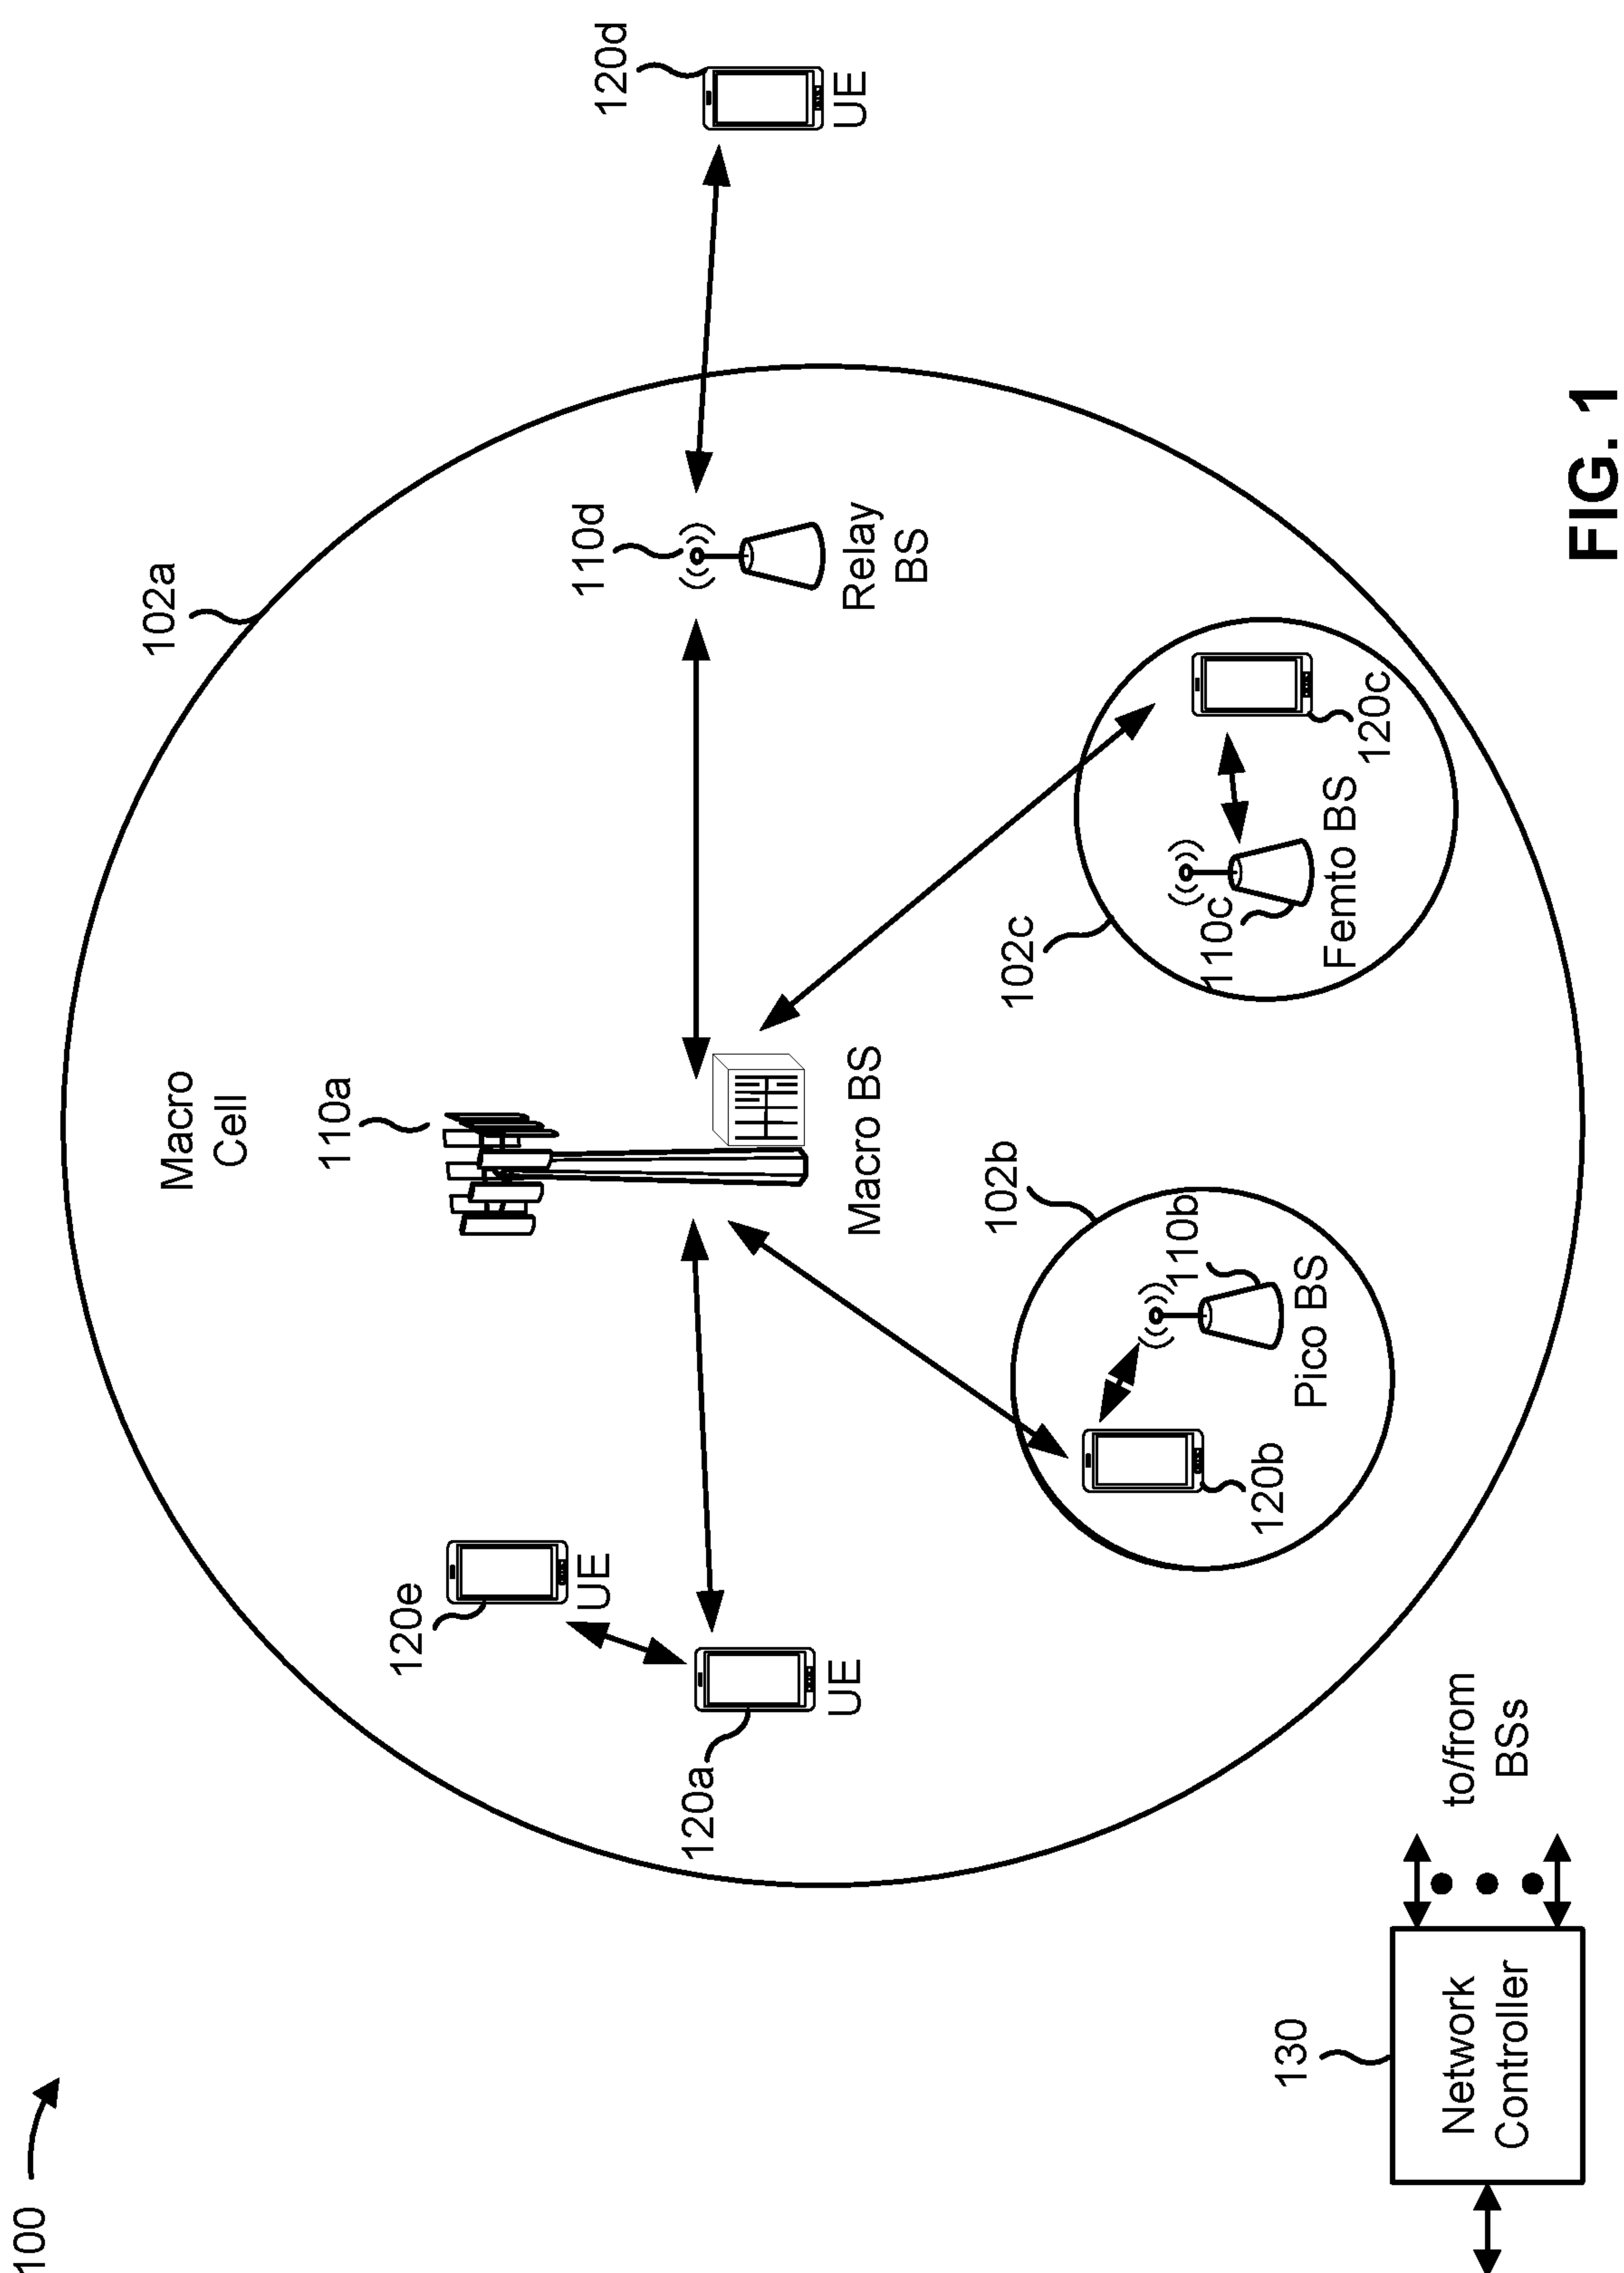 100
102a
Macro
Cell
110a
120d
UE
120e
UE
110d
Relay
BS
120a
UE
Macro BS
102b
102c
110b
Pico BS
120b
110c
Femto BS
120c
130
Network
Controller
to/from
BSs
FIG. 1